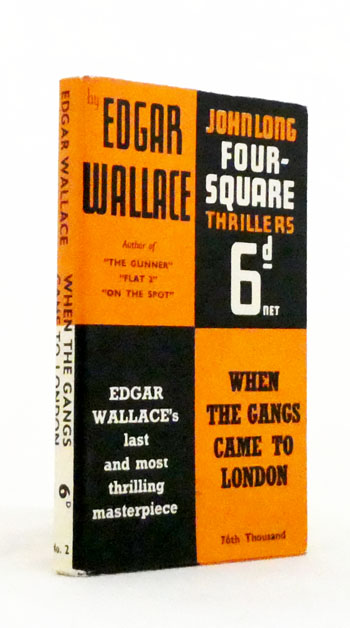 EDGAR WALLACE
WHEN THE GANGS
CAME TO LONDON
6D
No. 2
by
EDGAR
WALLACE
Author of
"THE GUNNER"
"FLAT 2"
"ON THE SPOT"
JOHN LONG
FOUR-
SQUARE
THRILLERS
6d
NET
EDGAR
WALLACE's
last
and most
thrilling
masterpiece
WHEN
THE GANGS
CAME TO
LONDON
76th Thousand